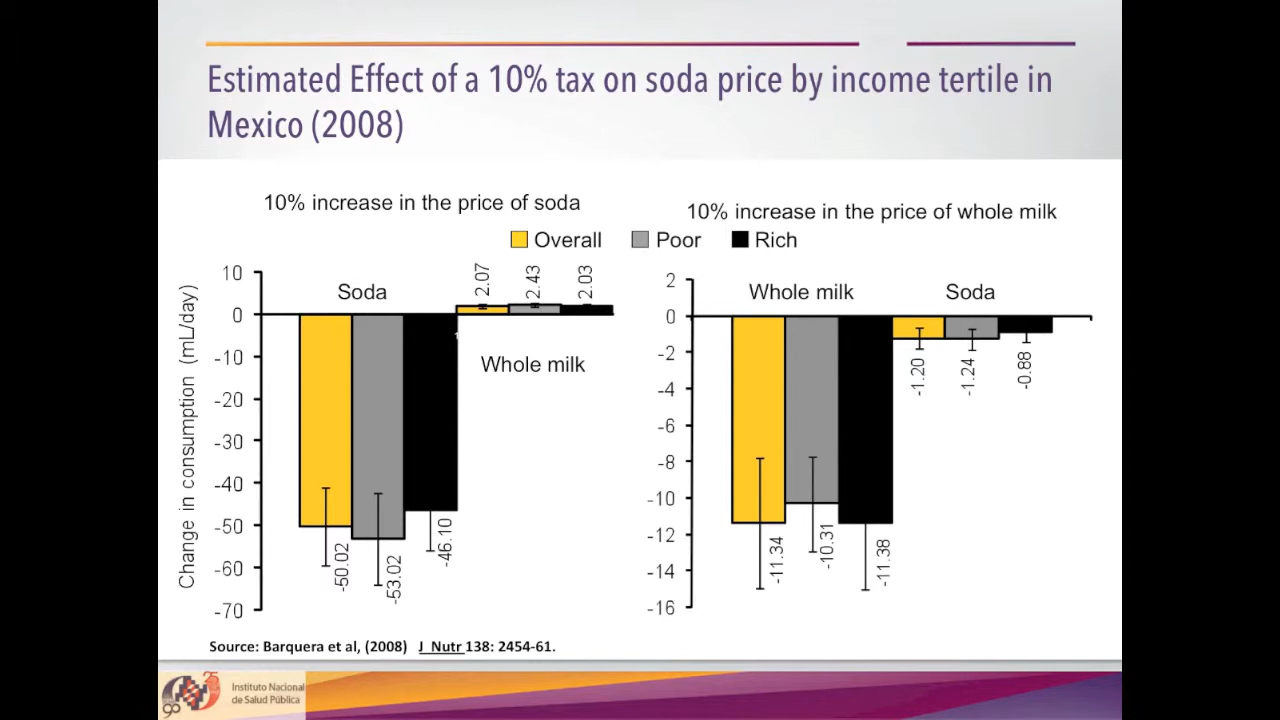 Estimated Effect of a 10% tax on soda price by income tertile in
Mexico (2008)
10% increase in the price of soda
10% increase in the price of whole milk
Overall
Poor
Rich
Change in consumption (mL/day)
10
0
-10
-20
-30
-40
-50
-60
-70
Soda
2.07
2.43
2.03
Whole milk
-50.02
-53.02
-46.10
2
0
-2
-4
-6
-8
-10
-12
-14
-16
Whole milk
Soda
-1.20
-1.24
-0.88
-11.34
-10.31
-11.38
Source: Barquera et al, (2008) J Nutr 138: 2454-61.
Instituto Nacional
de Salud Pública